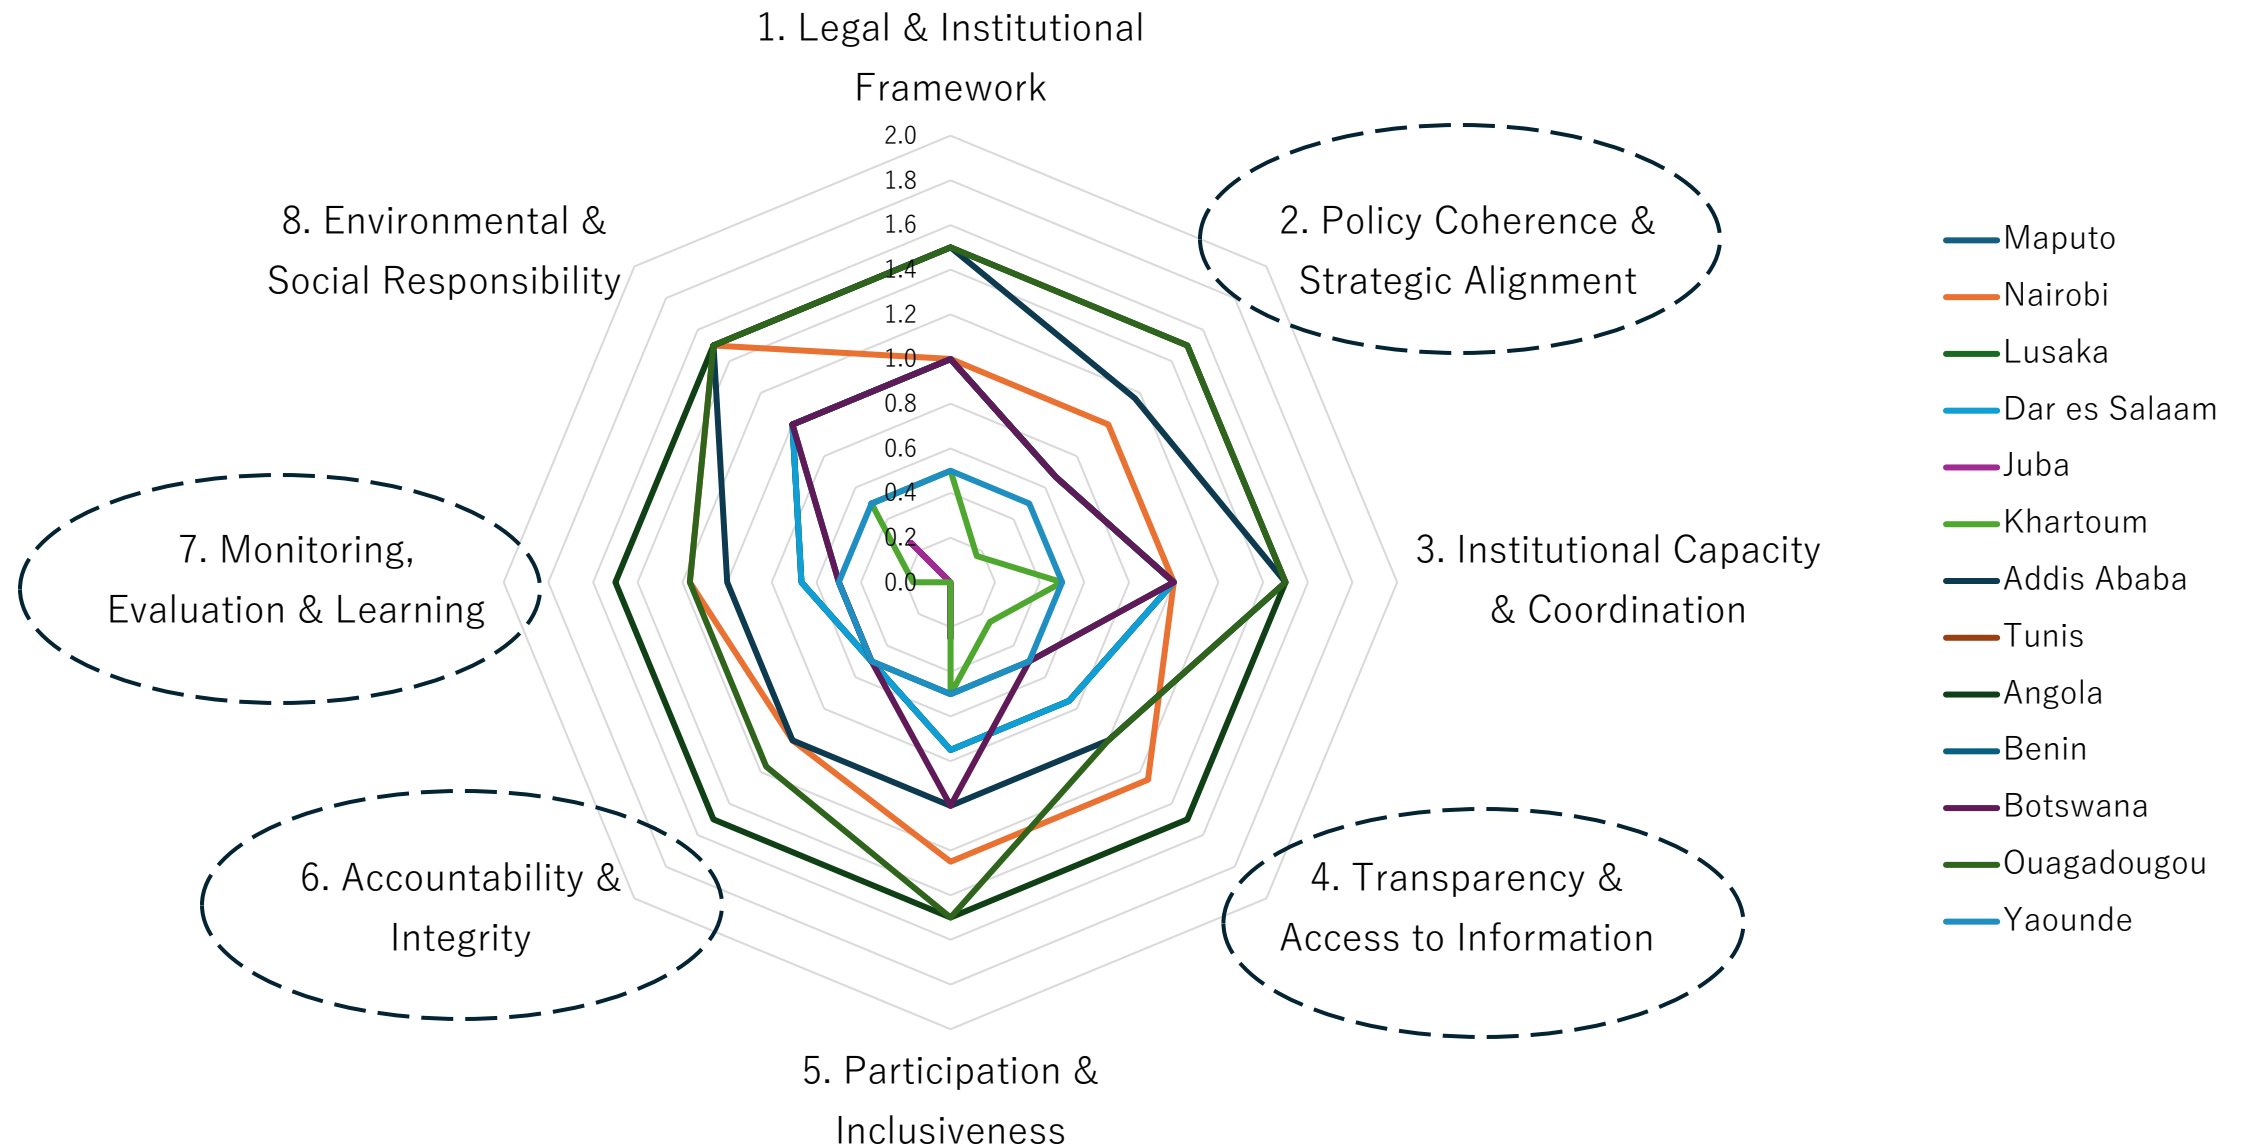 1. Legal & Institutional
Framework
2. Policy Coherence &
Strategic Alignment
3. Institutional Capacity
& Coordination
4. Transparency &
Access to Information
5. Participation &
Inclusiveness
6. Accountability &
Integrity
7. Monitoring,
Evaluation & Learning
8. Environmental &
Social Responsibility
2.0
1.8
1.6
1.4
1.2
1.0
0.8
0.6
0.4
0.2
0.0
Maputo
Nairobi
Lusaka
Dar es Salaam
Juba
Khartoum
Addis Ababa
Tunis
Angola
Benin
Botswana
Ouagadougou
Yaounde